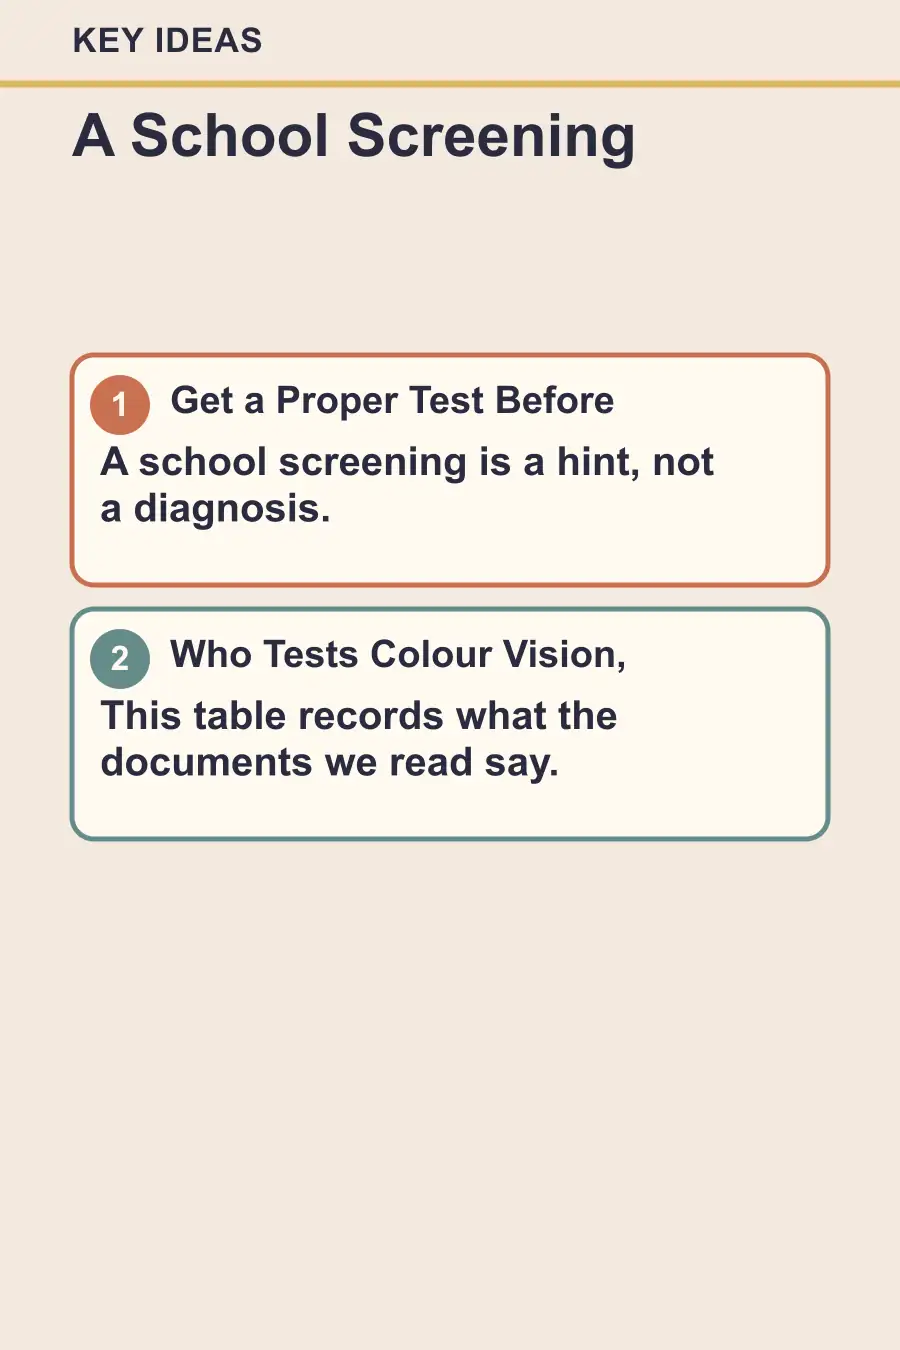 KEY IDEAS
A School Screening
1 Get a Proper Test Before
A school screening is a hint, not
a diagnosis.
2 Who Tests Colour Vision,
This table records what the
documents we read say.